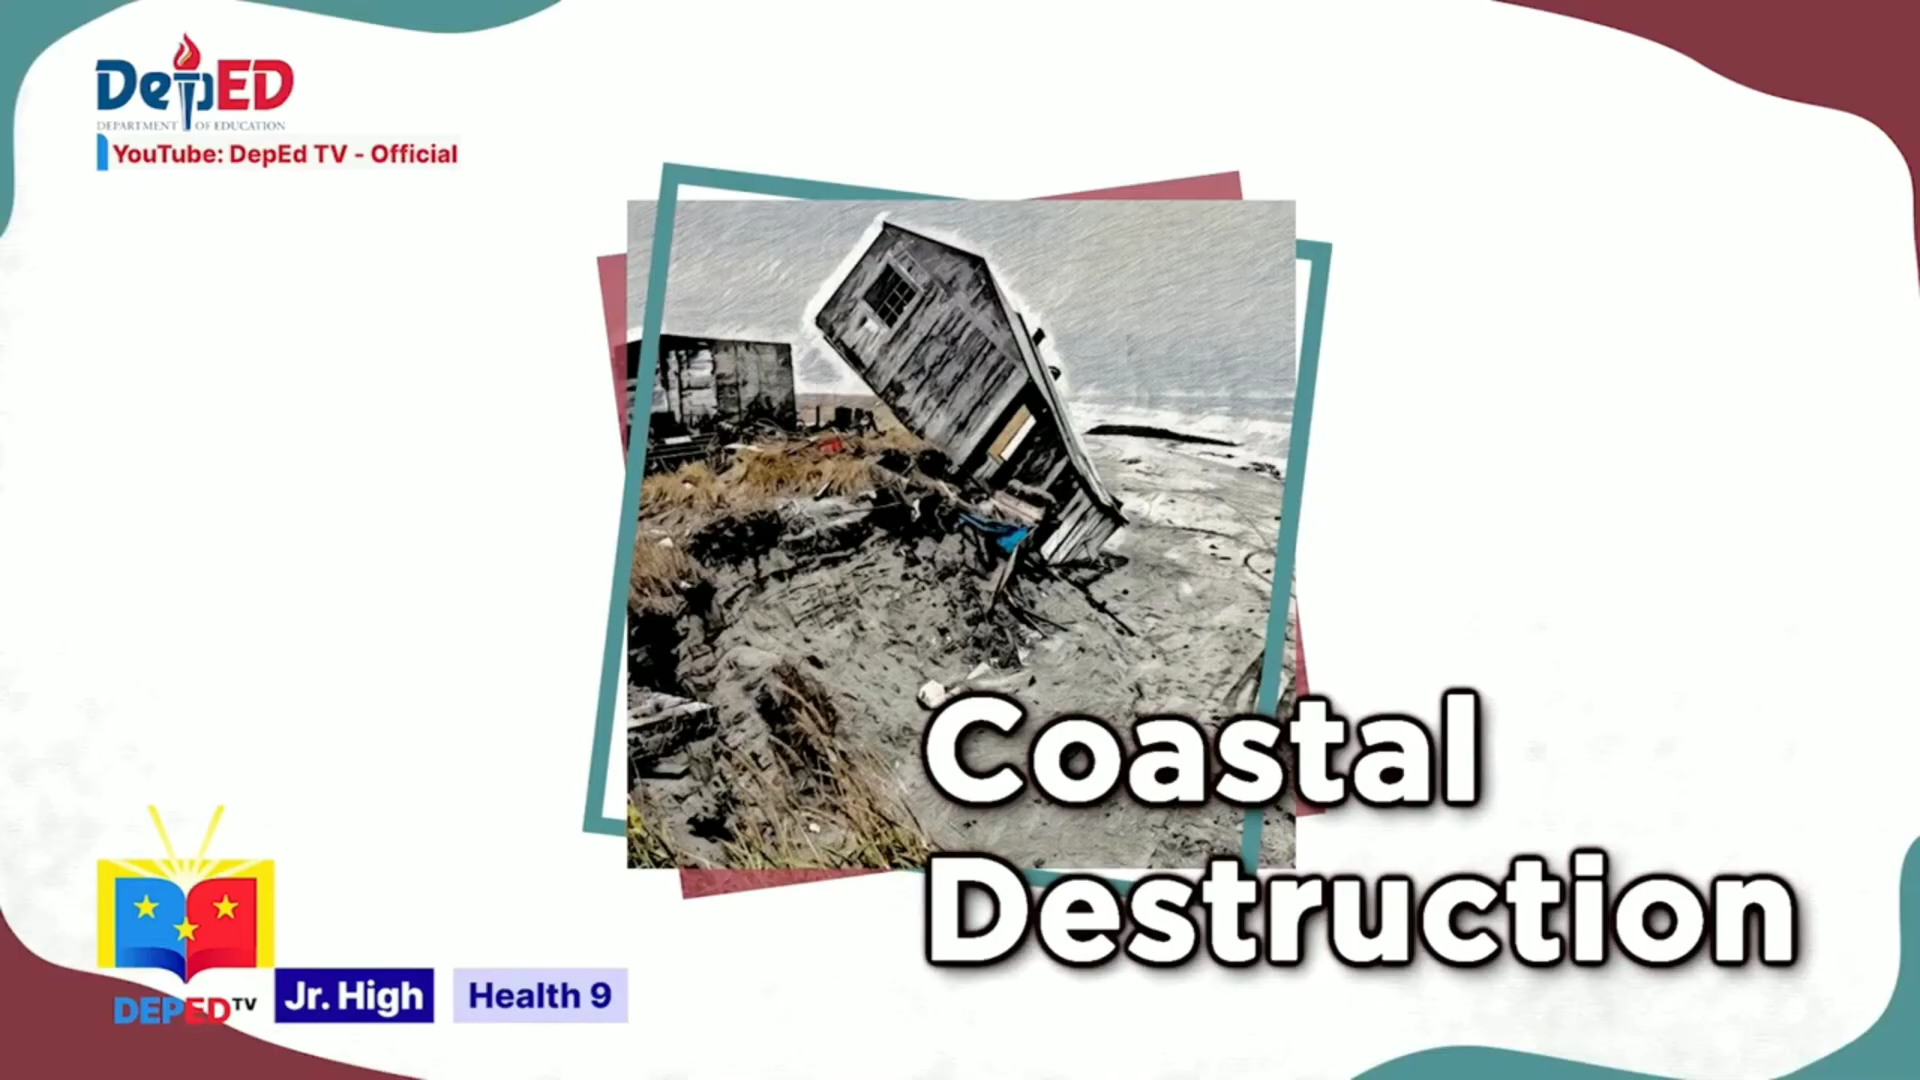 DepED
DEPARTMENT OF EDUCATION
YouTube: DepEd TV - Official
Coastal
Destruction
DEPED TV
Jr. High
Health 9